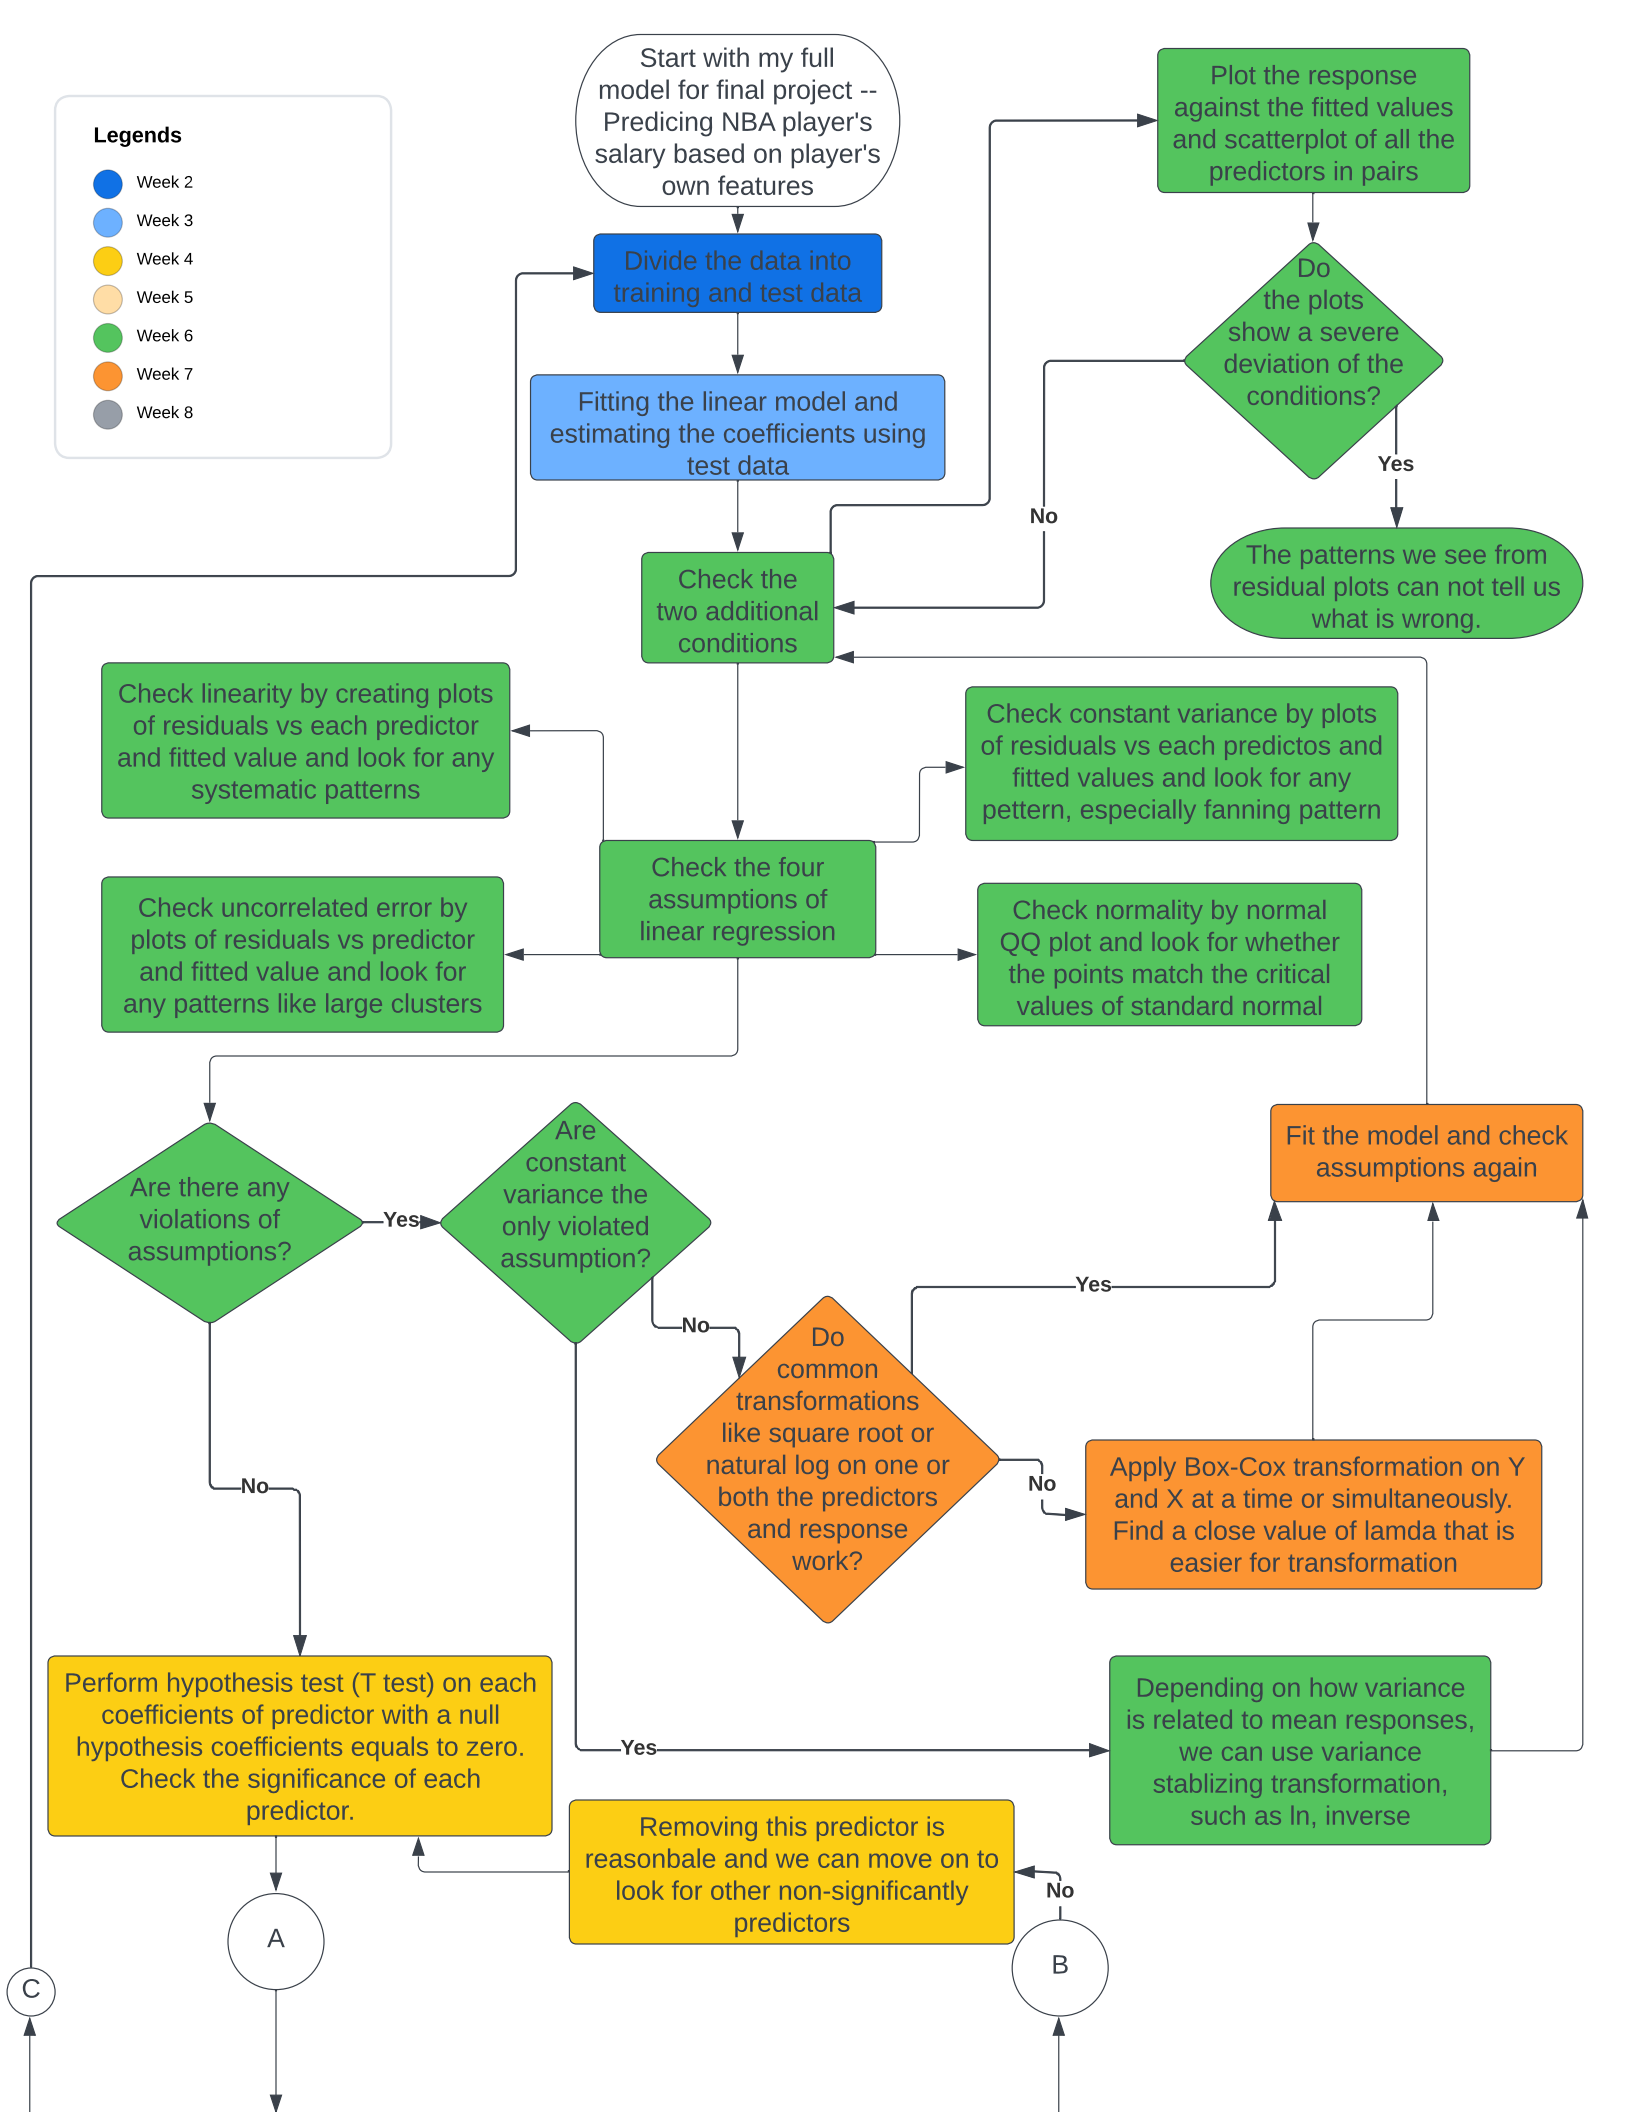 Start with my full
model for final project --
Predicing NBA player's
salary based on player's
own features
Plot the response
against the fitted values
and scatterplot of all the
predictors in pairs
Legends
Week 2
Week 3
Week 4
Week 5
Week 6
Week 7
Week 8
Divide the data into
training and test data
Do
the plots
show a severe
deviation of the
conditions?
Fitting the linear model and
estimating the coefficients using
test data
Yes
No
The patterns we see from
residual plots can not tell us
what is wrong.
Check the
two additional
conditions
Check linearity by creating plots
of residuals vs each predictor
and fitted value and look for any
systematic patterns
Check constant variance by plots
of residuals vs each predictos and
fitted values and look for any
pettern, especially fanning pattern
Check the four
assumptions of
linear regression
Check uncorrelated error by
plots of residuals vs predictor
and fitted value and look for
any patterns like large clusters
Check normality by normal
QQ plot and look for whether
the points match the critical
values of standard normal
Are there any
violations of
assumptions?
Yes
Are
constant
variance the
only violated
assumption?
Fit the model and check
assumptions again
No
Yes
Do
common
transformations
like square root or
natural log on one or
both the predictors
and response
work?
No
Apply Box-Cox transformation on Y
and X at a time or simultaneously.
Find a close value of lamda that is
easier for transformation
No
Perform hypothesis test (T test) on each
coefficients of predictor with a null
hypothesis coefficients equals to zero.
Check the significance of each
predictor.
Yes
Depending on how variance
is related to mean responses,
we can use variance
stablizing transformation,
such as ln, inverse
Removing this predictor is
reasonbale and we can move on to
look for other non-significantly
predictors
No
A
B
C